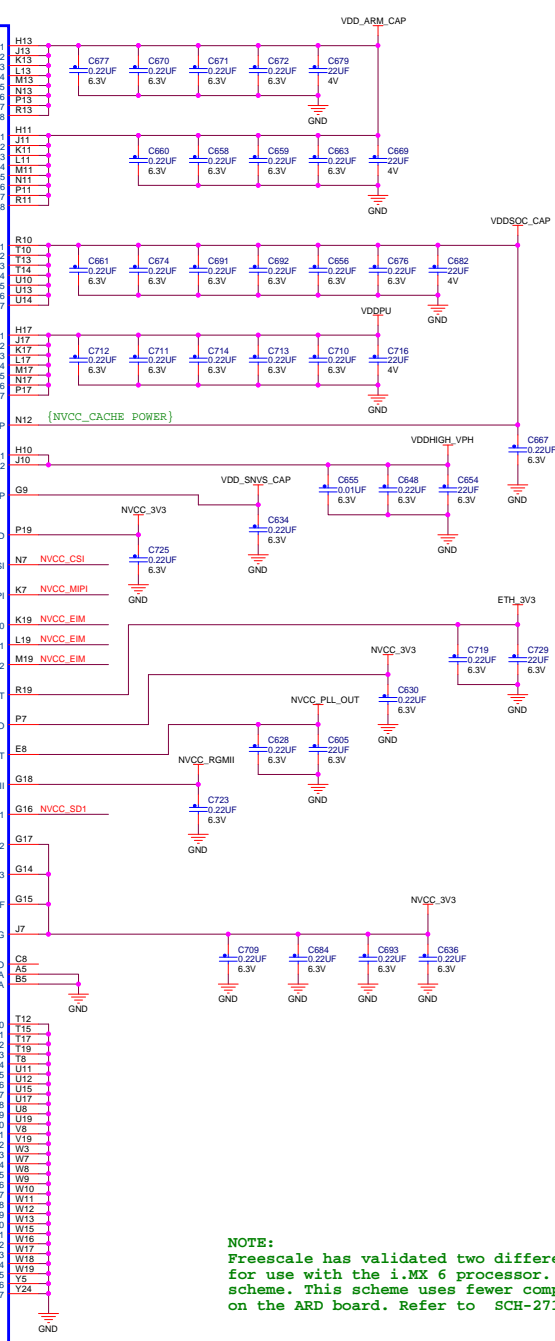 VDD_ARM_CAP
H13
J13
K13
L13
M13
N13
P13
R13
C677 0.22UF 6.3V
C670 0.22UF 6.3V
C671 0.22UF 6.3V
C672 0.22UF 6.3V
C679 22UF 4V
GND
H11
J11
K11
L11
M11
N11
P11
R11
C660 0.22UF 6.3V
C658 0.22UF 6.3V
C659 0.22UF 6.3V
C663 0.22UF 6.3V
C669 22UF 4V
GND
VDDSOC_CAP
R10
T10
T13
T14
U10
U13
U14
C661 0.22UF 6.3V
C674 0.22UF 6.3V
C691 0.22UF 6.3V
C692 0.22UF 6.3V
C656 0.22UF 6.3V
C676 0.22UF 6.3V
C682 22UF 4V
GND
VDDPU
H17
J17
K17
L17
M17
N17
P17
C712 0.22UF 6.3V
C711 0.22UF 6.3V
C714 0.22UF 6.3V
C713 0.22UF 6.3V
C710 0.22UF 6.3V
C716 22UF 4V
GND
N12 {NVCC_CACHE POWER}
C667 0.22UF 6.3V
GND
H10
J10
VDDHIGH_VPH
C655 0.01UF 6.3V
C648 0.22UF 6.3V
C654 22UF 6.3V
GND
G9
VDD_SNVS_CAP
C634 0.22UF 6.3V
GND
P19
NVCC_3V3
C725 0.22UF 6.3V
GND
N7 NVCC_CSI
K7 NVCC_MIPI
K19 NVCC_EIM
L19 NVCC_EIM
M19 NVCC_EIM
ETH_3V3
C719 0.22UF 6.3V
C729 22UF 6.3V
GND
R19
P7
NVCC_3V3
C630 0.22UF 6.3V
GND
E8
NVCC_PLL_OUT
C628 0.22UF 6.3V
C605 22UF 6.3V
GND
G18
NVCC_RGMII
C723 0.22UF 6.3V
GND
G16 NVCC_SD1
G17
G14
G15
J7
NVCC_3V3
C709 0.22UF 6.3V
C684 0.22UF 6.3V
C693 0.22UF 6.3V
C636 0.22UF 6.3V
GND GND GND GND
C8
A5
B5
GND
T12
T15
T17
T19
T8
U11
U12
U15
U17
U8
U19
V8
V19
W3
W7
W8
W9
W10
W11
W12
W13
W15
W16
W17
W18
W19
Y5
Y24
GND
NOTE:
Freescale has validated two differe
for use with the i.MX 6 processor.
scheme. This scheme uses fewer comp
on the ARD board. Refer to SCH-271